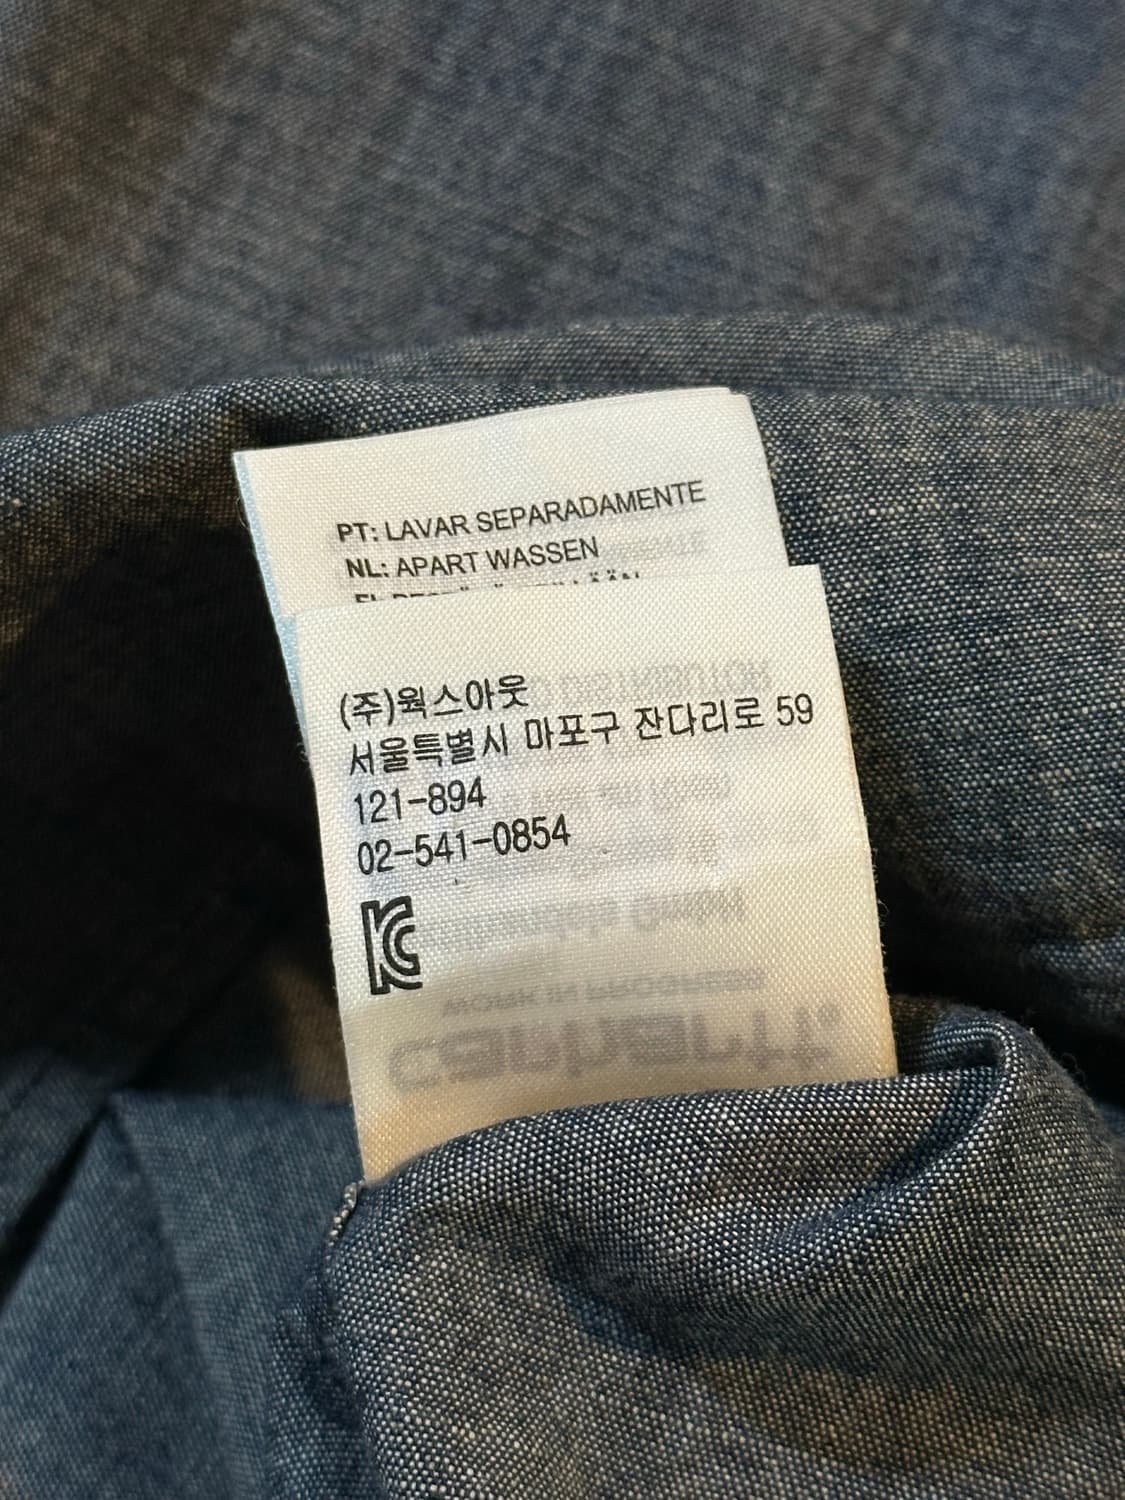 PT: LAVAR SEPARADAMENTE
NL: APART WASSEN
(주)웍스아웃
서울특별시 마포구 잔다리로 59
121-894
02-541-0854
KC